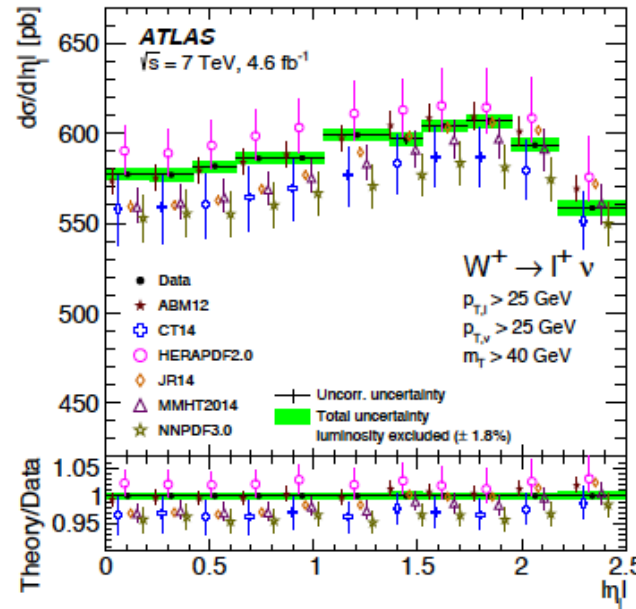 dσ/d|η_l| [pb]
650
600
550
500
450
ATLAS
√s = 7 TeV, 4.6 fb⁻¹
W⁺ → l⁺ ν
p_T,l > 25 GeV
p_T,ν > 25 GeV
m_T > 40 GeV
Data
ABM12
CT14
HERAPDF2.0
JR14
MMHT2014
NNPDF3.0
Uncorr. uncertainty
Total uncertainty
luminosity excluded (± 1.8%)
Theory/Data
1.05
1
0.95
0 0.5 1 1.5 2 2.5
|η_l|